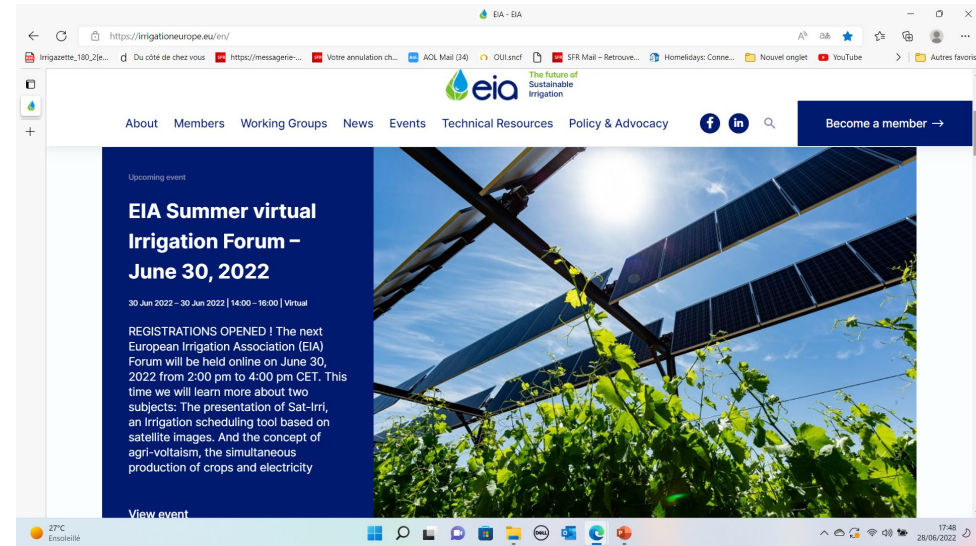 EIA - EIA
https://irrigationeurope.eu/en/
Irrigazette_180_2[e...
Du côté de chez vous
https://messagerie-...
Votre annulation ch...
AOL Mail (34)
OUI.sncf
SFR Mail – Retrouve...
Homelidays: Conne...
Nouvel onglet
YouTube
Autres favoris
eia
The future of
Sustainable
Irrigation
About Members Working Groups News Events Technical Resources Policy & Advocacy
Become a member →
Upcoming event
EIA Summer virtual
Irrigation Forum –
June 30, 2022
30 Jun 2022 – 30 Jun 2022 | 14:00 – 16:00 | Virtual
REGISTRATIONS OPENED ! The next
European Irrigation Association (EIA)
Forum will be held online on June 30,
2022 from 2:00 pm to 4:00 pm CET. This
time we will learn more about two
subjects: The presentation of Sat-Irri,
an Irrigation scheduling tool based on
satellite images. And the concept of
agri-voltaism, the simultaneous
production of crops and electricity
View event
27°C
Ensoleillé
DELL
17:48
28/06/2022